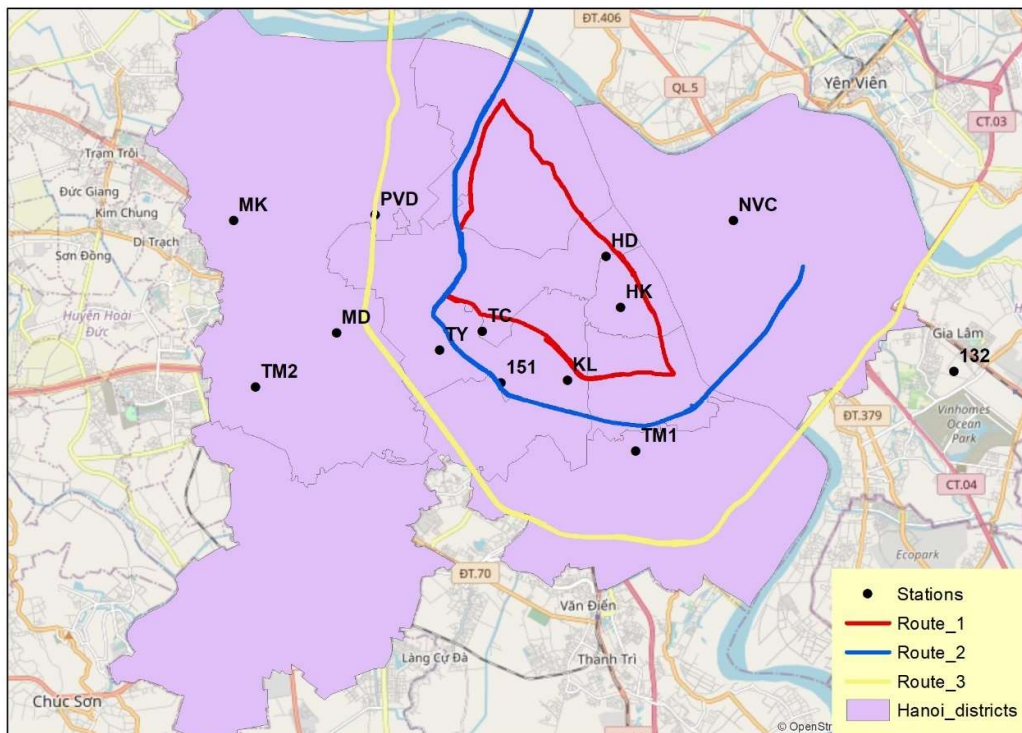 ĐT.406
QL.5
Yên Viên
CT.03
Trạm Trôi
Đức Giang
Kim Chung
Sơn Đồng
Di Trạch
Huyện Hoài
Đức
MK
PVD
NVC
HD
HK
MD
TC
TY
TM2
151
KL
TM1
Gia Lâm
132
Vinhomes
Ocean
Park
ĐT.379
CT.04
Ecopark
ĐT.70
Văn Điển
Thanh Trì
Làng Cự Đà
Chúc Sơn
Stations
Route_1
Route_2
Route_3
Hanoi_districts
© OpenStr